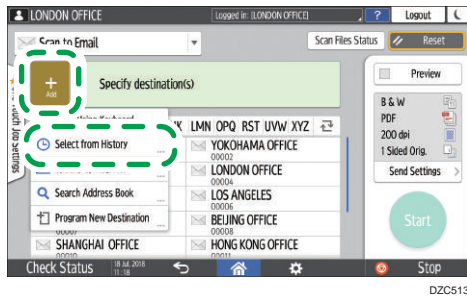 LONDON OFFICE
Logged in: [LONDON OFFICE]
?
Logout
Scan to Email
Scan Files Status
Reset
Add
Specify destination(s)
Preview
B & W
PDF
200 dpi
1 Sided Orig.
Send Settings
LMN OPQ RST UVW XYZ
Select from History
YOKOHAMA OFFICE
00002
LONDON OFFICE
00004
Search Address Book
LOS ANGELES
00006
Program New Destination
BEIJING OFFICE
00008
SHANGHAI OFFICE
HONG KONG OFFICE
Start
Check Status
18 Jul. 2018
11:18
Stop
DZC513